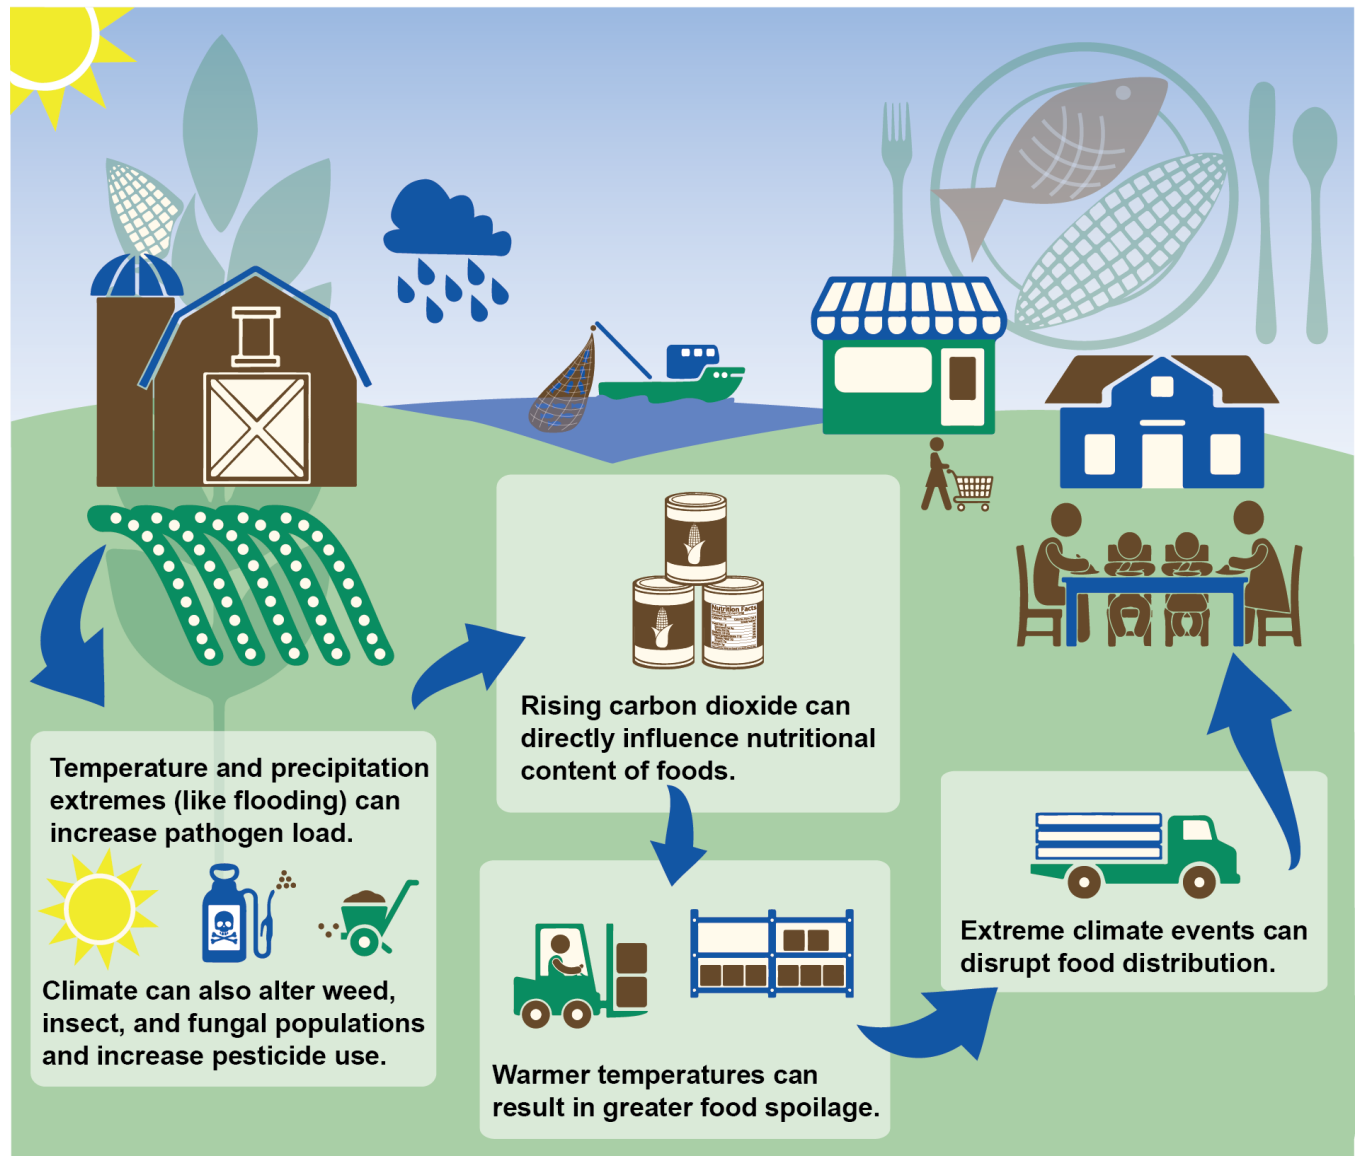 Nutrition Facts
Rising carbon dioxide can
directly influence nutritional
content of foods.
Temperature and precipitation
extremes (like flooding) can
increase pathogen load.
Climate can also alter weed,
insect, and fungal populations
and increase pesticide use.
Warmer temperatures can
result in greater food spoilage.
Extreme climate events can
disrupt food distribution.